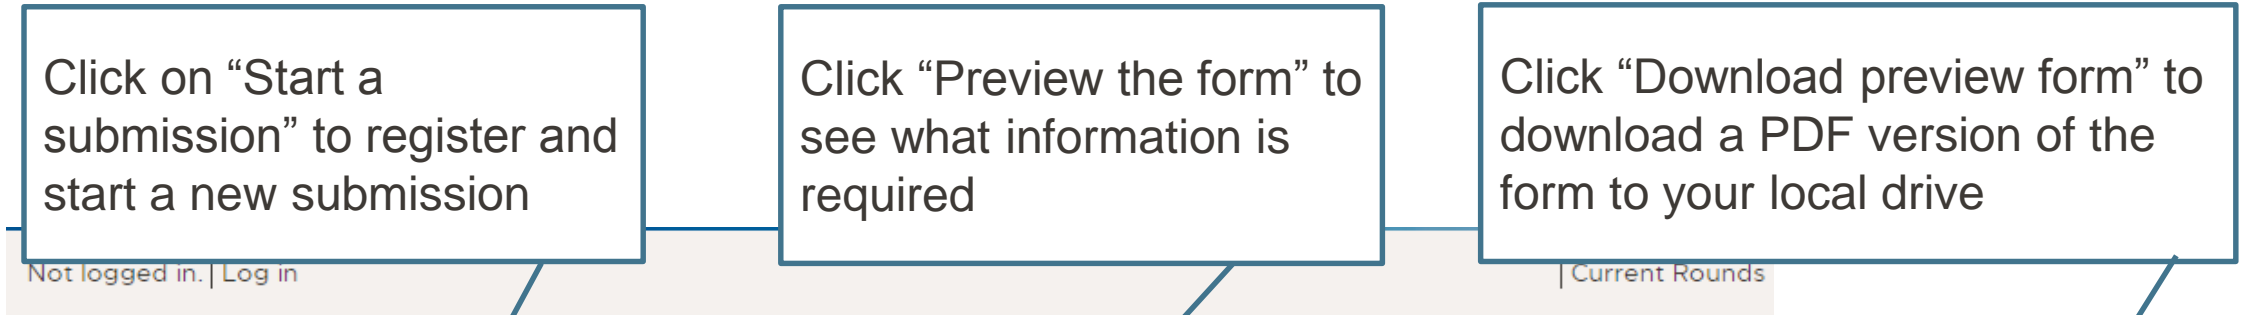 Click on “Start a
submission” to register and
start a new submission
Click “Preview the form” to
see what information is
required
Click “Download preview form” to
download a PDF version of the
form to your local drive
Not logged in. | Log in
| Current Rounds